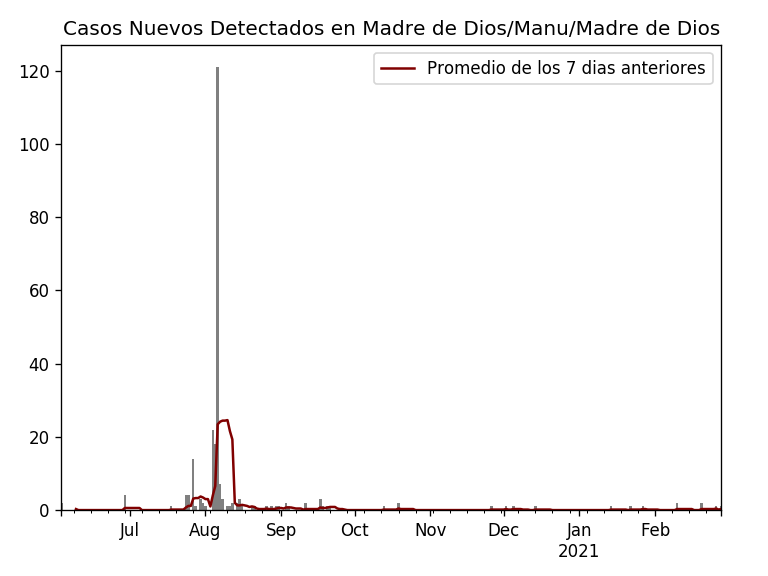 Casos Nuevos Detectados en Madre de Dios/Manu/Madre de Dios
Promedio de los 7 dias anteriores
120
100
80
60
40
20
0
Jul Aug Sep Oct Nov Dec Jan Feb
2021